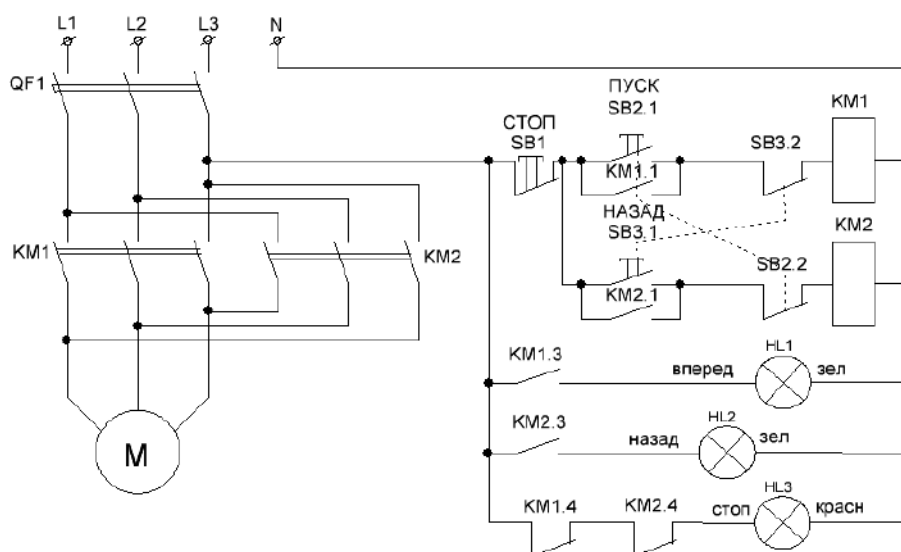 L1 L2 L3 N
QF1
ПУСК
SB2.1
KM1
СТОП
SB1
SB3.2
KM1.1
НАЗАД
SB3.1
KM2
KM1
KM2
SB2.2
KM2.1
HL1
KM1.3
вперед
зел
HL2
KM2.3
назад
зел
M
HL3
KM1.4
KM2.4
стоп
красн